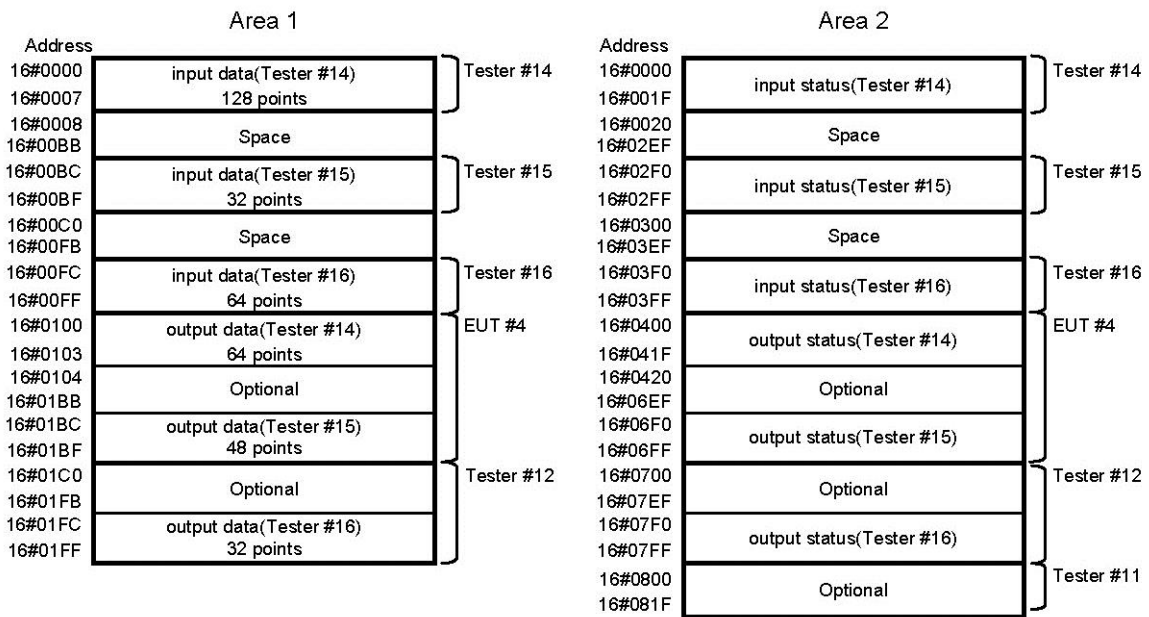 Area 1
Address
16#0000 input data(Tester #14) Tester #14
16#0007 128 points
16#0008 Space
16#00BB
16#00BC input data(Tester #15) Tester #15
16#00BF 32 points
16#00C0 Space
16#00FB
16#00FC input data(Tester #16) Tester #16
16#00FF 64 points
16#0100 output data(Tester #14) EUT #4
16#0103 64 points
16#0104 Optional
16#01BB
16#01BC output data(Tester #15)
16#01BF 48 points
16#01C0 Optional Tester #12
16#01FB
16#01FC output data(Tester #16)
16#01FF 32 points
Area 2
Address
16#0000 input status(Tester #14) Tester #14
16#001F
16#0020 Space
16#02EF
16#02F0 input status(Tester #15) Tester #15
16#02FF
16#0300 Space
16#03EF
16#03F0 input status(Tester #16) Tester #16
16#03FF
16#0400 output status(Tester #14) EUT #4
16#041F
16#0420 Optional
16#06EF
16#06F0 output status(Tester #15)
16#06FF
16#0700 Optional Tester #12
16#07EF
16#07F0 output status(Tester #16)
16#07FF
16#0800 Optional Tester #11
16#081F